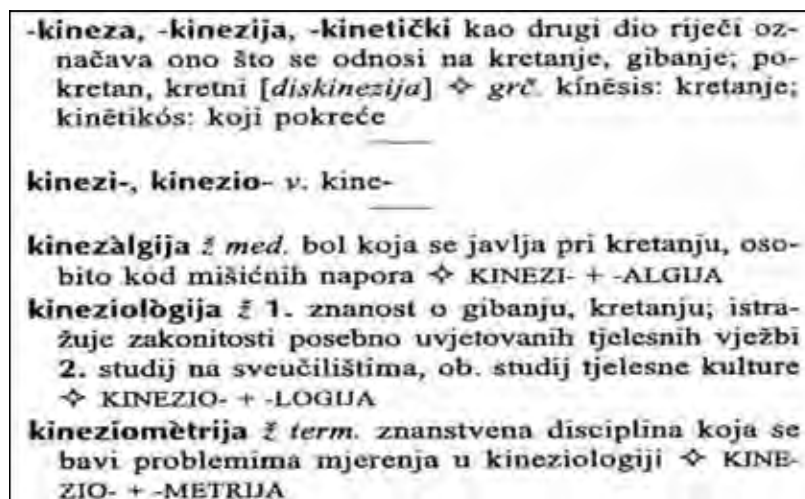 -kineza, -kinezija, -kinetički kao drugi dio riječi oz-
načava ono što se odnosi na kretanje, gibanje; po-
kretan, kretni [diskinezija] ✧ grč. kínēsis: kretanje;
kinētikós: koji pokreće
kinezi-, kinezio- v. kine-
kinezàlgija ž med. bol koja se javlja pri kretanju, oso-
bito kod mišićnih napora ✧ KINEZI- + -ALGIJA
kineziològija ž 1. znanost o gibanju, kretanju; istra-
žuje zakonitosti posebno uvjetovanih tjelesnih vježbi
2. studij na sveučilištima, ob. studij tjelesne kulture
✧ KINEZIO- + -LOGIJA
kineziomètrija ž term. znanstvena disciplina koja se
bavi problemima mjerenja u kineziologiji ✧ KINE-
ZIO- + -METRIJA